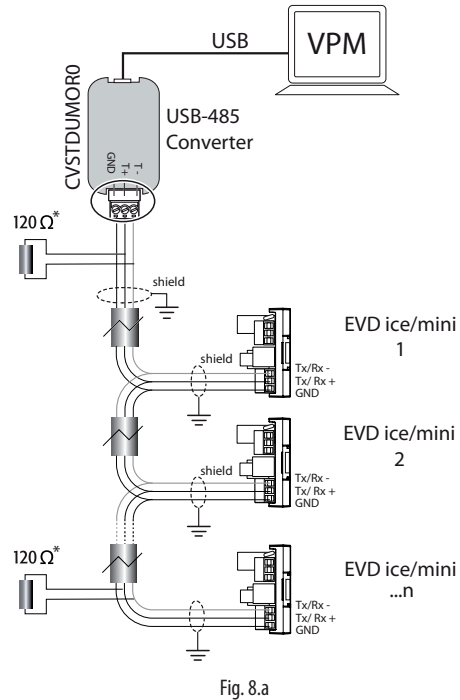 USB
VPM
CVSTDUMOR0
USB-485
Converter
GND
T+
T -
120 Ω*
shield
EVD ice/mini
1
shield
Tx/Rx -
Tx/ Rx +
GND
EVD ice/mini
2
shield
Tx/Rx -
Tx/ Rx +
GND
120 Ω*
EVD ice/mini
...n
Tx/Rx -
Tx/ Rx +
GND
Fig. 8.a